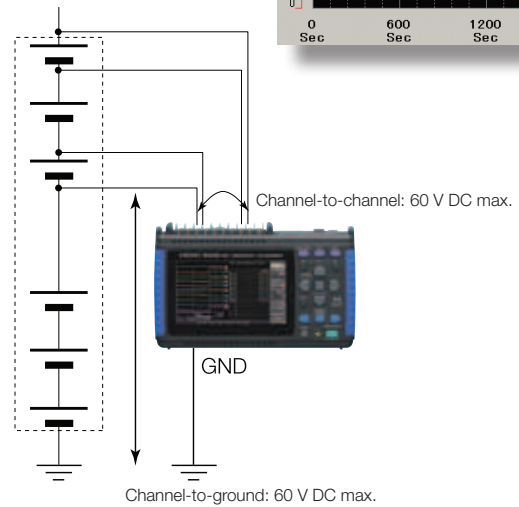 0
0 600 1200
Sec Sec Sec
Channel-to-channel: 60 V DC max.
GND
Channel-to-ground: 60 V DC max.